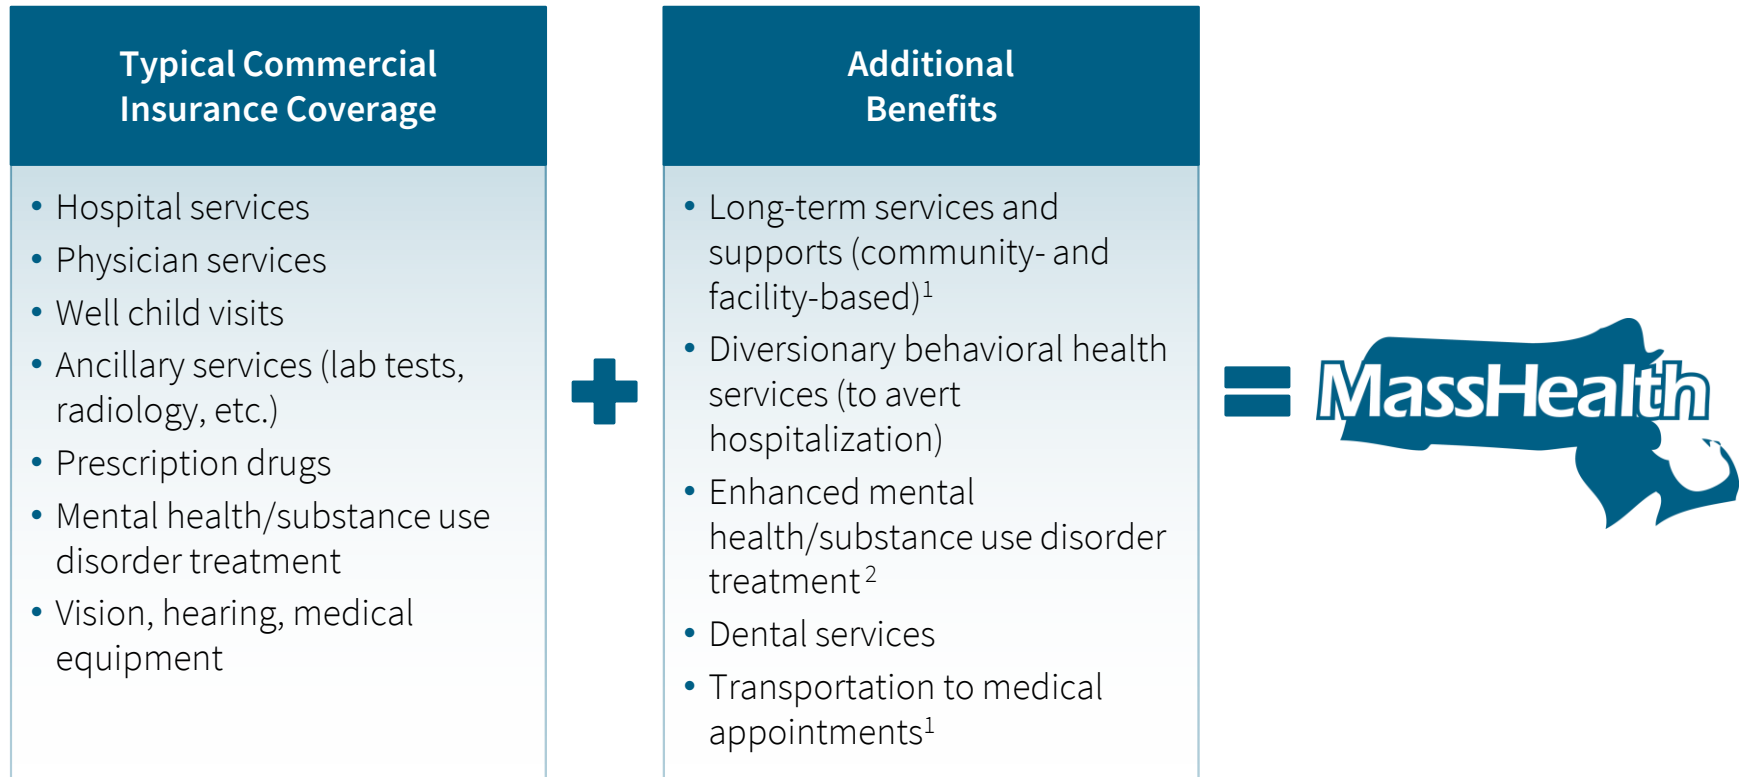 Typical Commercial
Insurance Coverage
• Hospital services
• Physician services
• Well child visits
• Ancillary services (lab tests,
radiology, etc.)
• Prescription drugs
• Mental health/substance use
disorder treatment
• Vision, hearing, medical
equipment
Additional
Benefits
• Long-term services and
supports (community- and
facility-based)¹
• Diversionary behavioral health
services (to avert
hospitalization)
• Enhanced mental
health/substance use disorder
treatment ²
• Dental services
• Transportation to medical
appointments¹
MassHealth